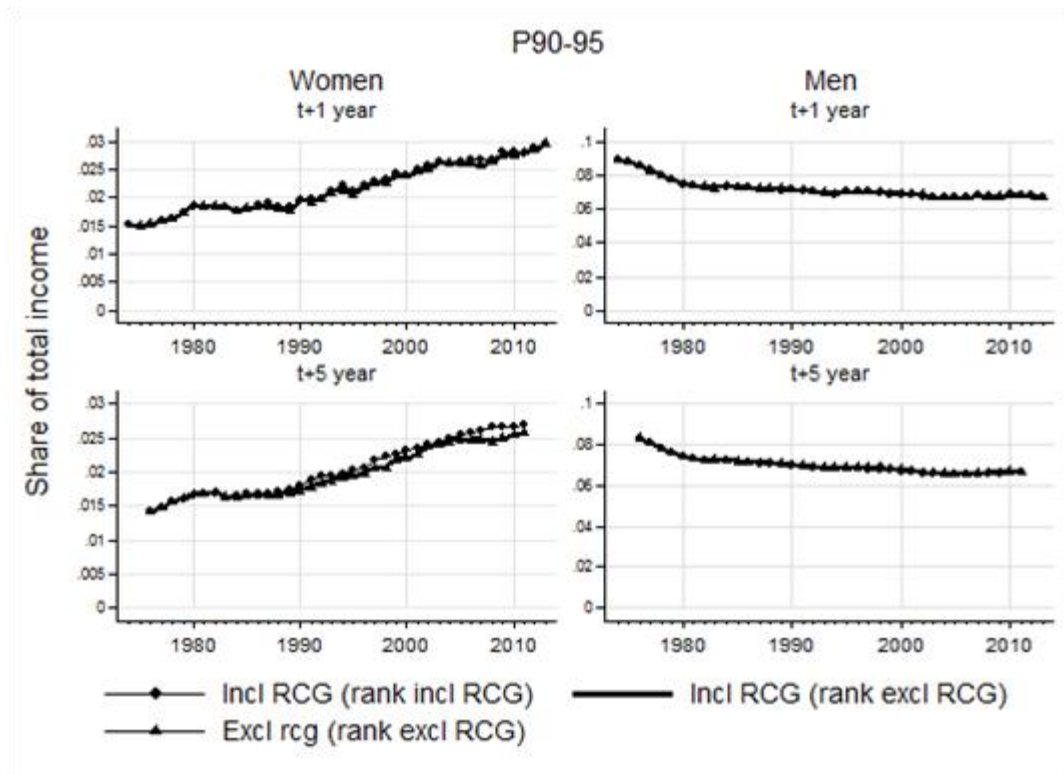 P90-95
Women
t+1 year
Men
t+1 year
Share of total income
.03
.025
.02
.015
.01
.005
0
1980 1990 2000 2010
.1
.08
.06
.04
.02
0
1980 1990 2000 2010
t+5 year
.03
.025
.02
.015
.01
.005
0
1980 1990 2000 2010
t+5 year
.1
.08
.06
.04
.02
0
1980 1990 2000 2010
Incl RCG (rank incl RCG)
Incl RCG (rank excl RCG)
Excl rcg (rank excl RCG)